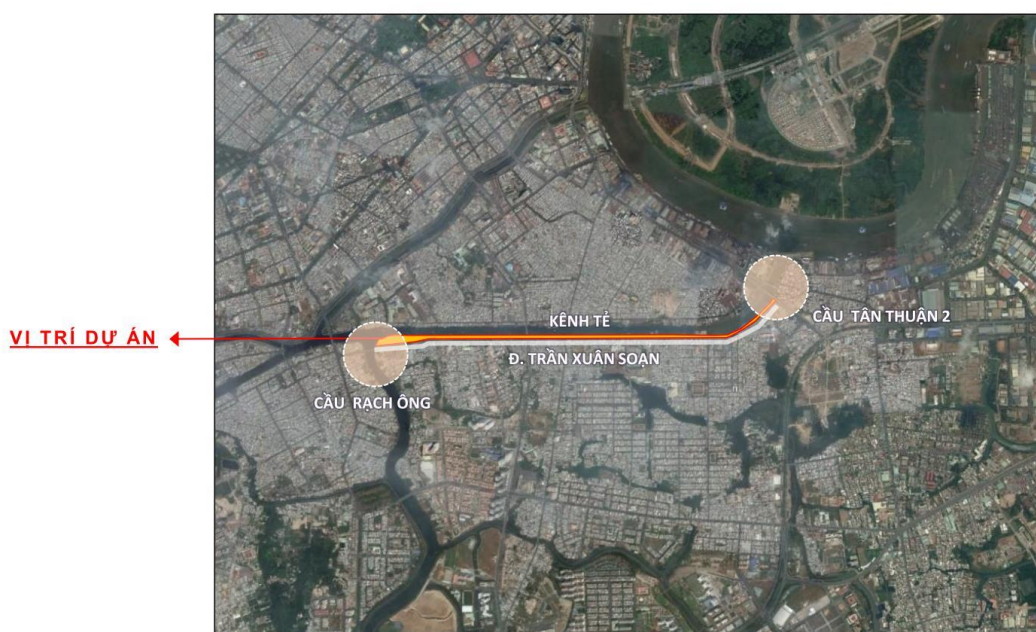 KÊNH TẺ
CẦU TÂN THUẬN 2
VỊ TRÍ DỰ ÁN
Đ. TRẦN XUÂN SOẠN
CẦU RẠCH ÔNG